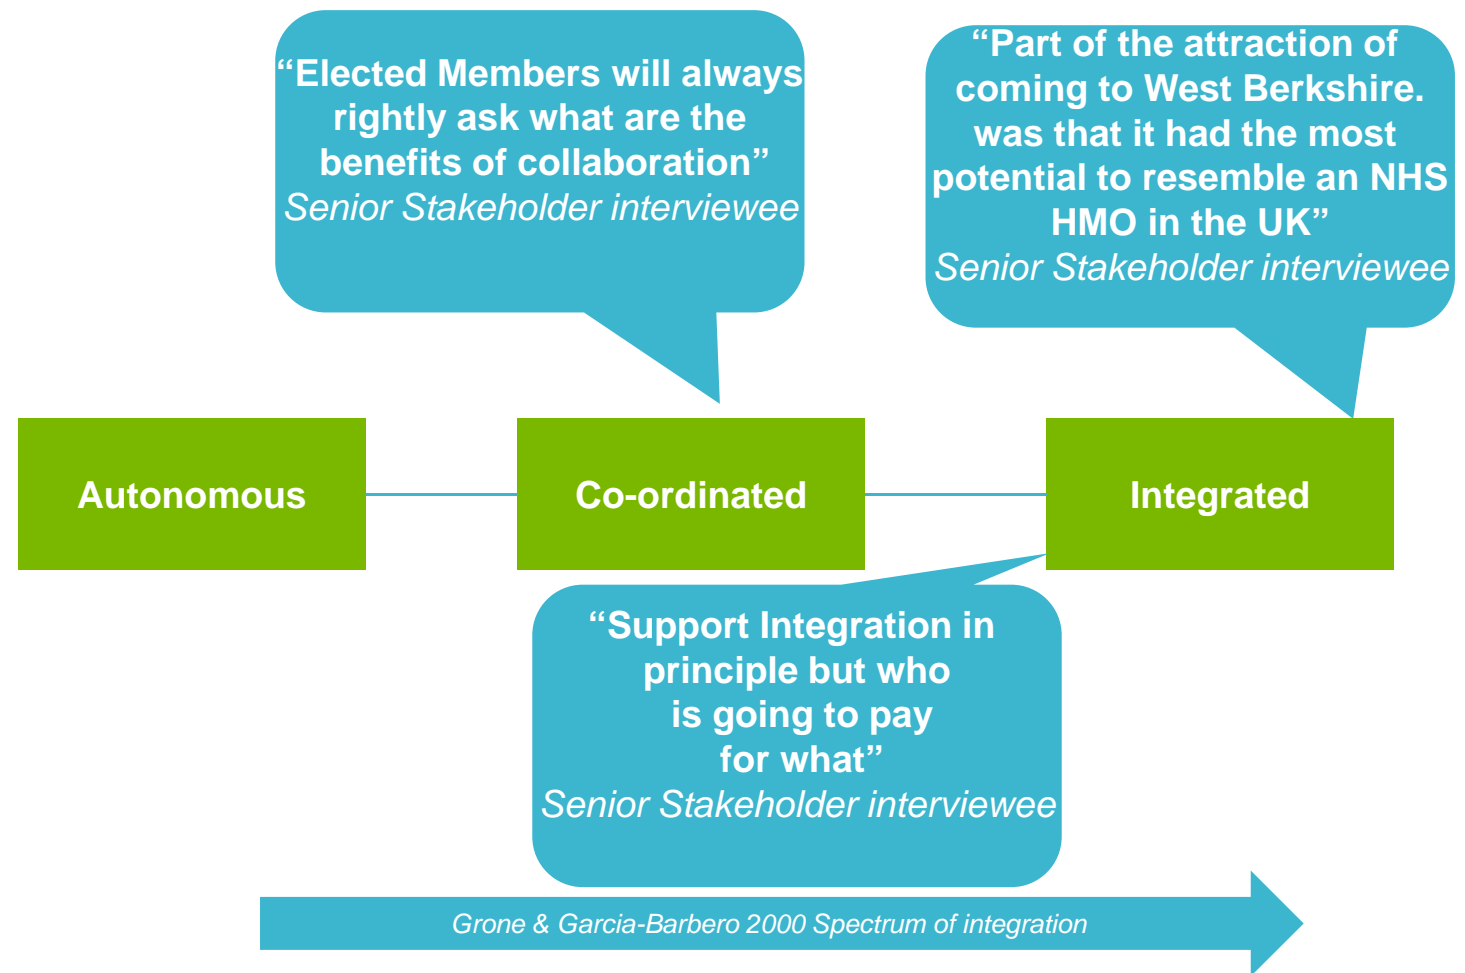 “Elected Members will always
rightly ask what are the
benefits of collaboration”
Senior Stakeholder interviewee
“Part of the attraction of
coming to West Berkshire.
was that it had the most
potential to resemble an NHS
HMO in the UK”
Senior Stakeholder interviewee
Autonomous
Co-ordinated
Integrated
“Support Integration in
principle but who
is going to pay
for what”
Senior Stakeholder interviewee
Grone & Garcia-Barbero 2000 Spectrum of integration